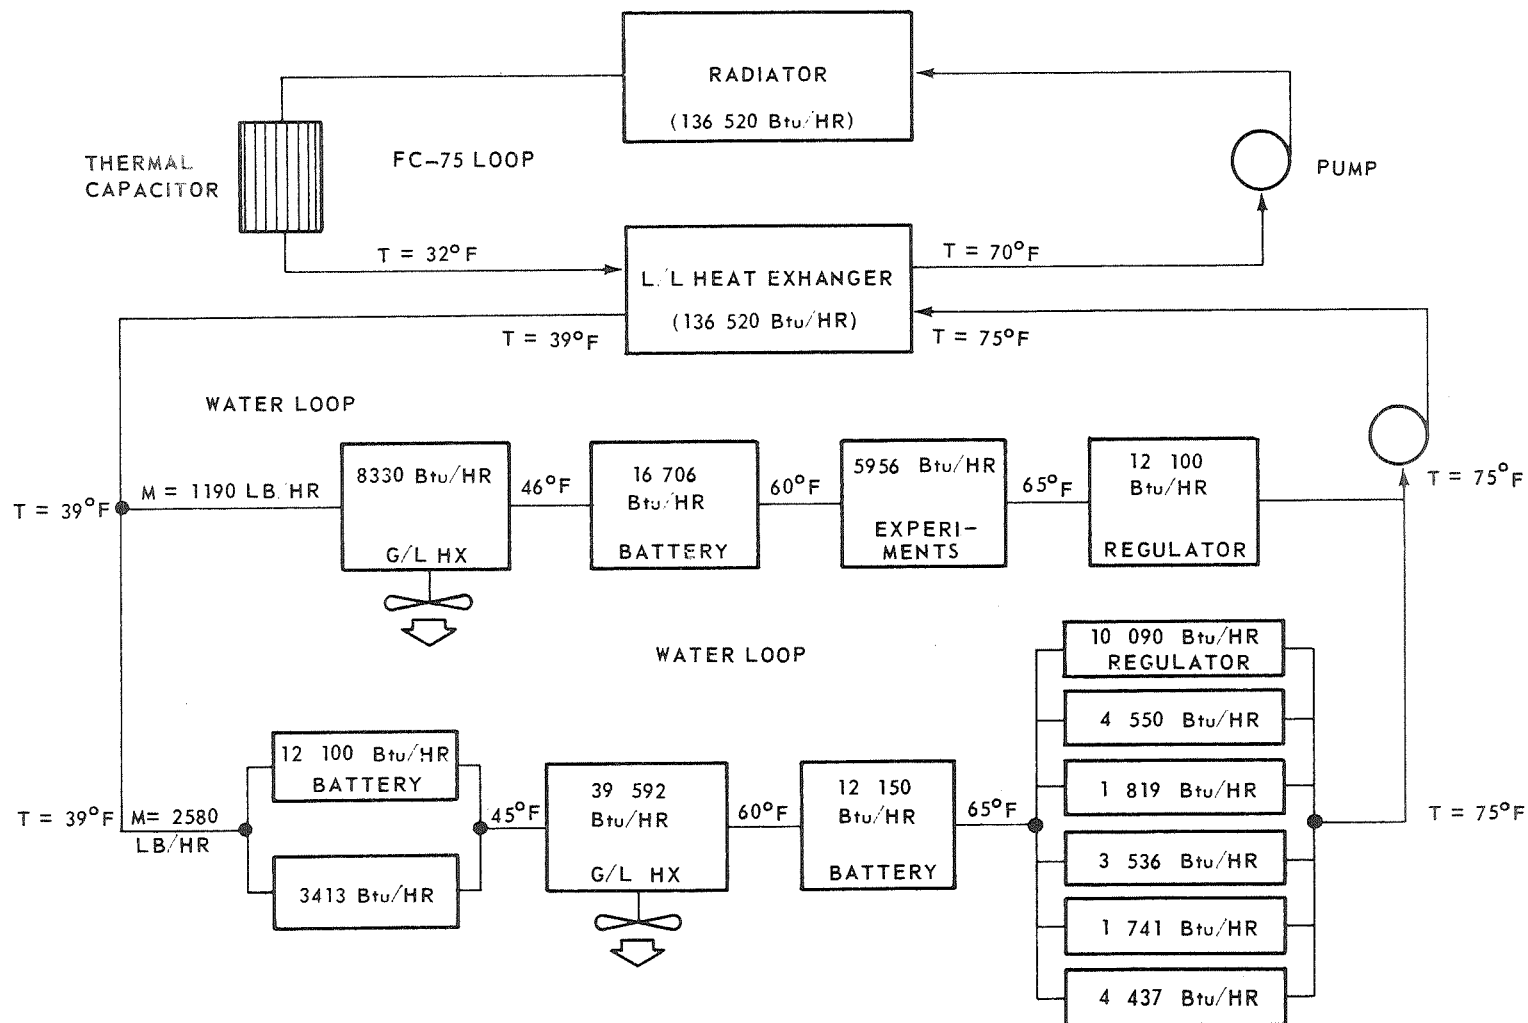 RADIATOR
(136 520 Btu/HR)
THERMAL
CAPACITOR
FC-75 LOOP
PUMP
T = 32°F
T = 70°F
L/L HEAT EXHANGER
(136 520 Btu/HR)
T = 39°F
T = 75°F
WATER LOOP
T = 39°F
M = 1190 LB/HR
8330 Btu/HR
G/L HX
46°F
16 706
Btu/HR
BATTERY
60°F
5956 Btu/HR
EXPERI-
MENTS
65°F
12 100
Btu/HR
REGULATOR
T = 75°F
WATER LOOP
T = 39°F
M= 2580
LB/HR
12 100 Btu/HR
BATTERY
3413 Btu/HR
45°F
39 592
Btu/HR
G/L HX
60°F
12 150
Btu/HR
BATTERY
65°F
10 090 Btu/HR
REGULATOR
4 550 Btu/HR
1 819 Btu/HR
3 536 Btu/HR
1 741 Btu/HR
4 437 Btu/HR
T = 75°F